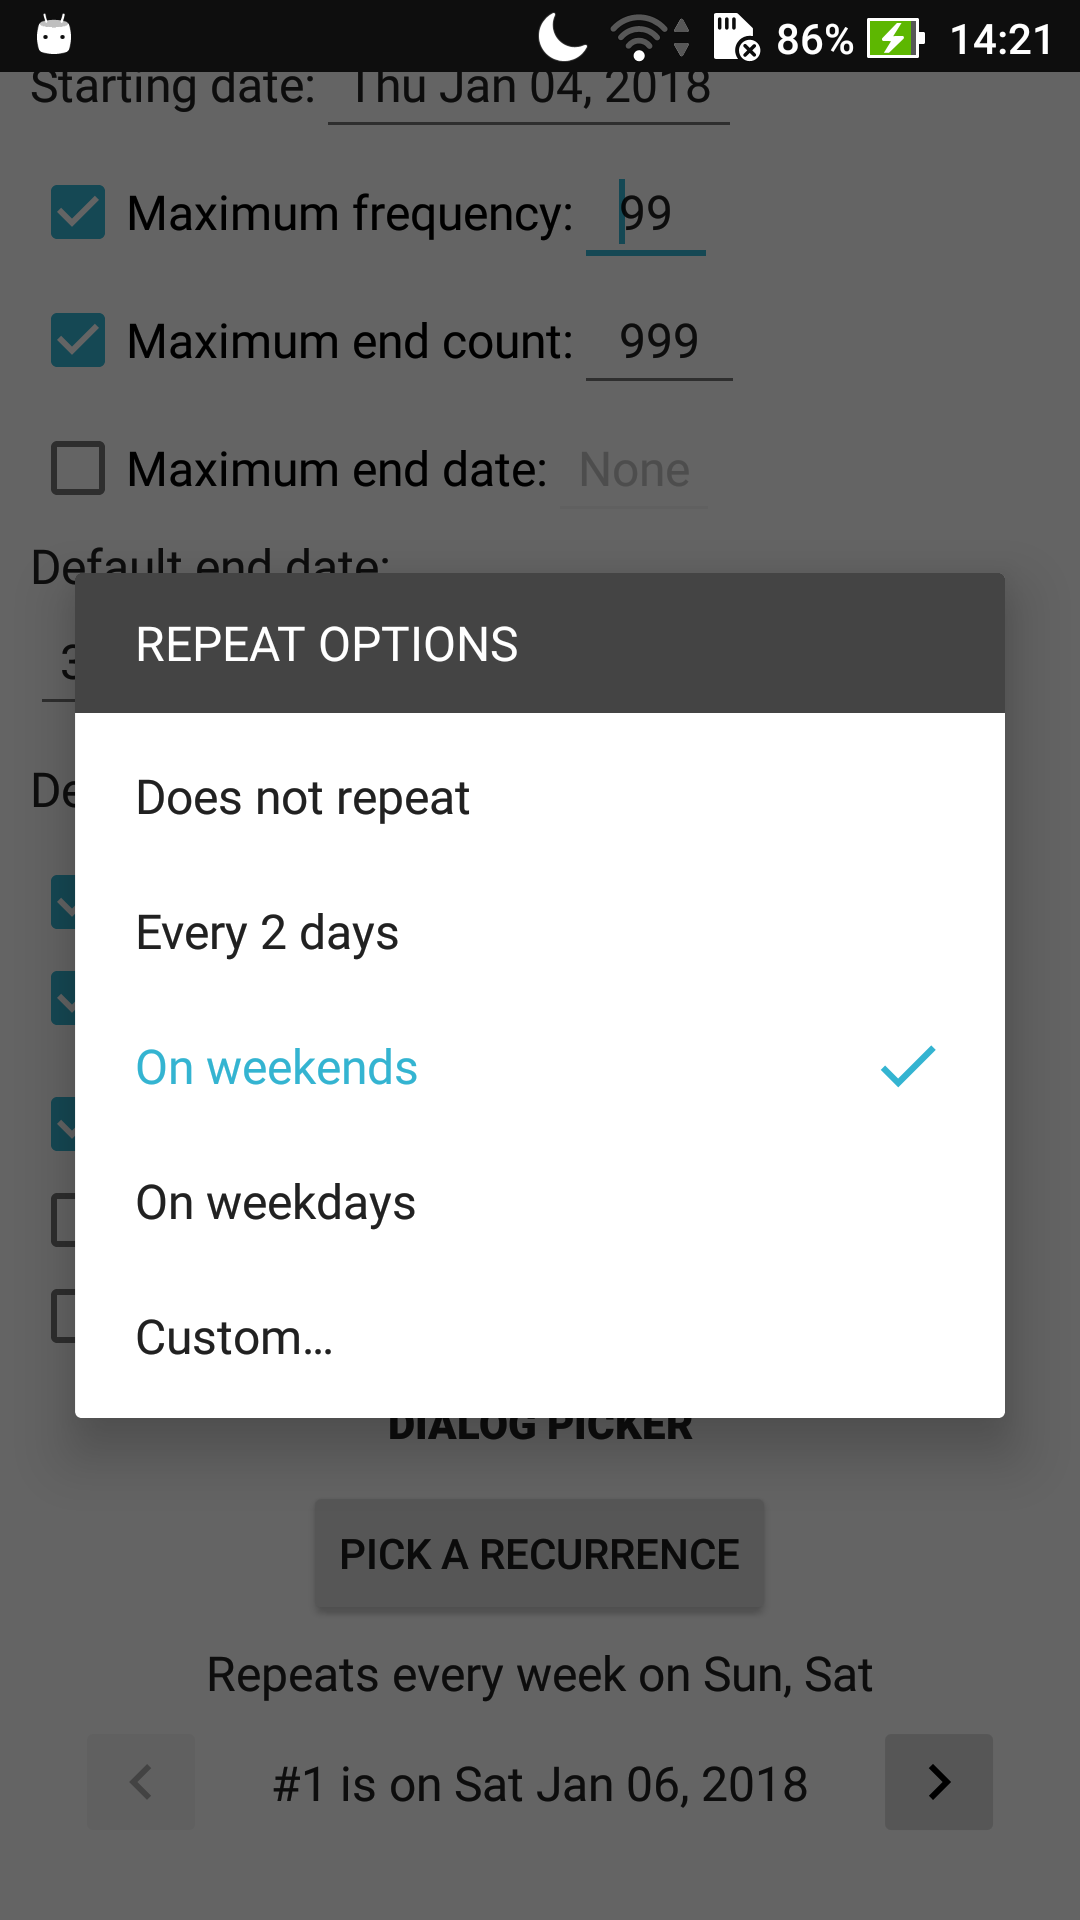 86% 14:21
Starting date: Thu Jan 04, 2018
Maximum frequency: 99
Maximum end count: 999
Maximum end date: None
Default end date:
REPEAT OPTIONS
Does not repeat
Every 2 days
On weekends
On weekdays
Custom...
DIALOG PICKER
PICK A RECURRENCE
Repeats every week on Sun, Sat
#1 is on Sat Jan 06, 2018